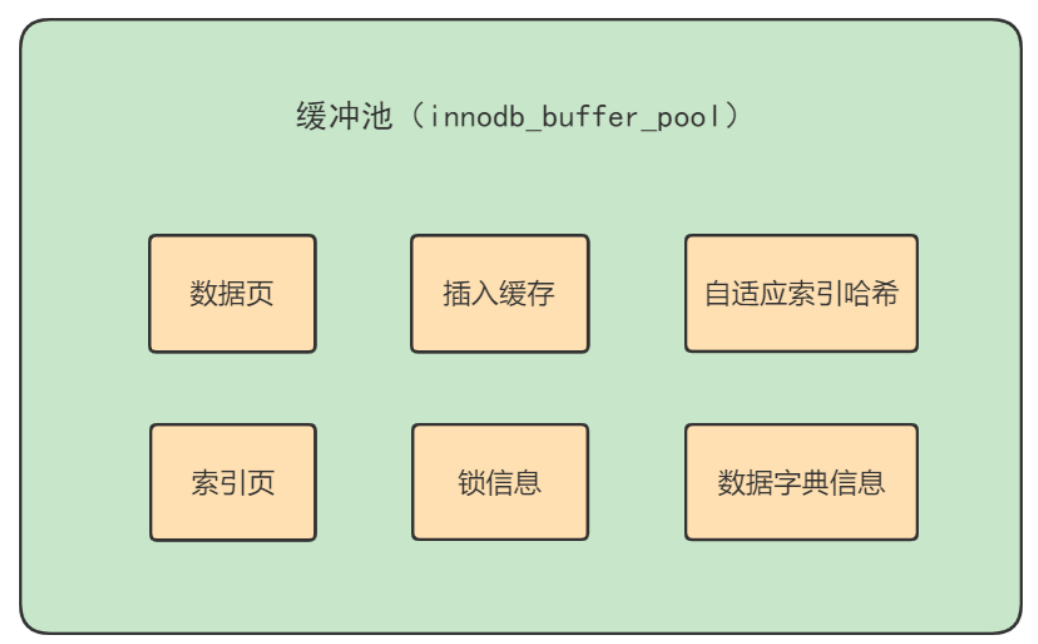 缓冲池（innodb_buffer_pool）
数据页
插入缓存
自适应索引哈希
索引页
锁信息
数据字典信息